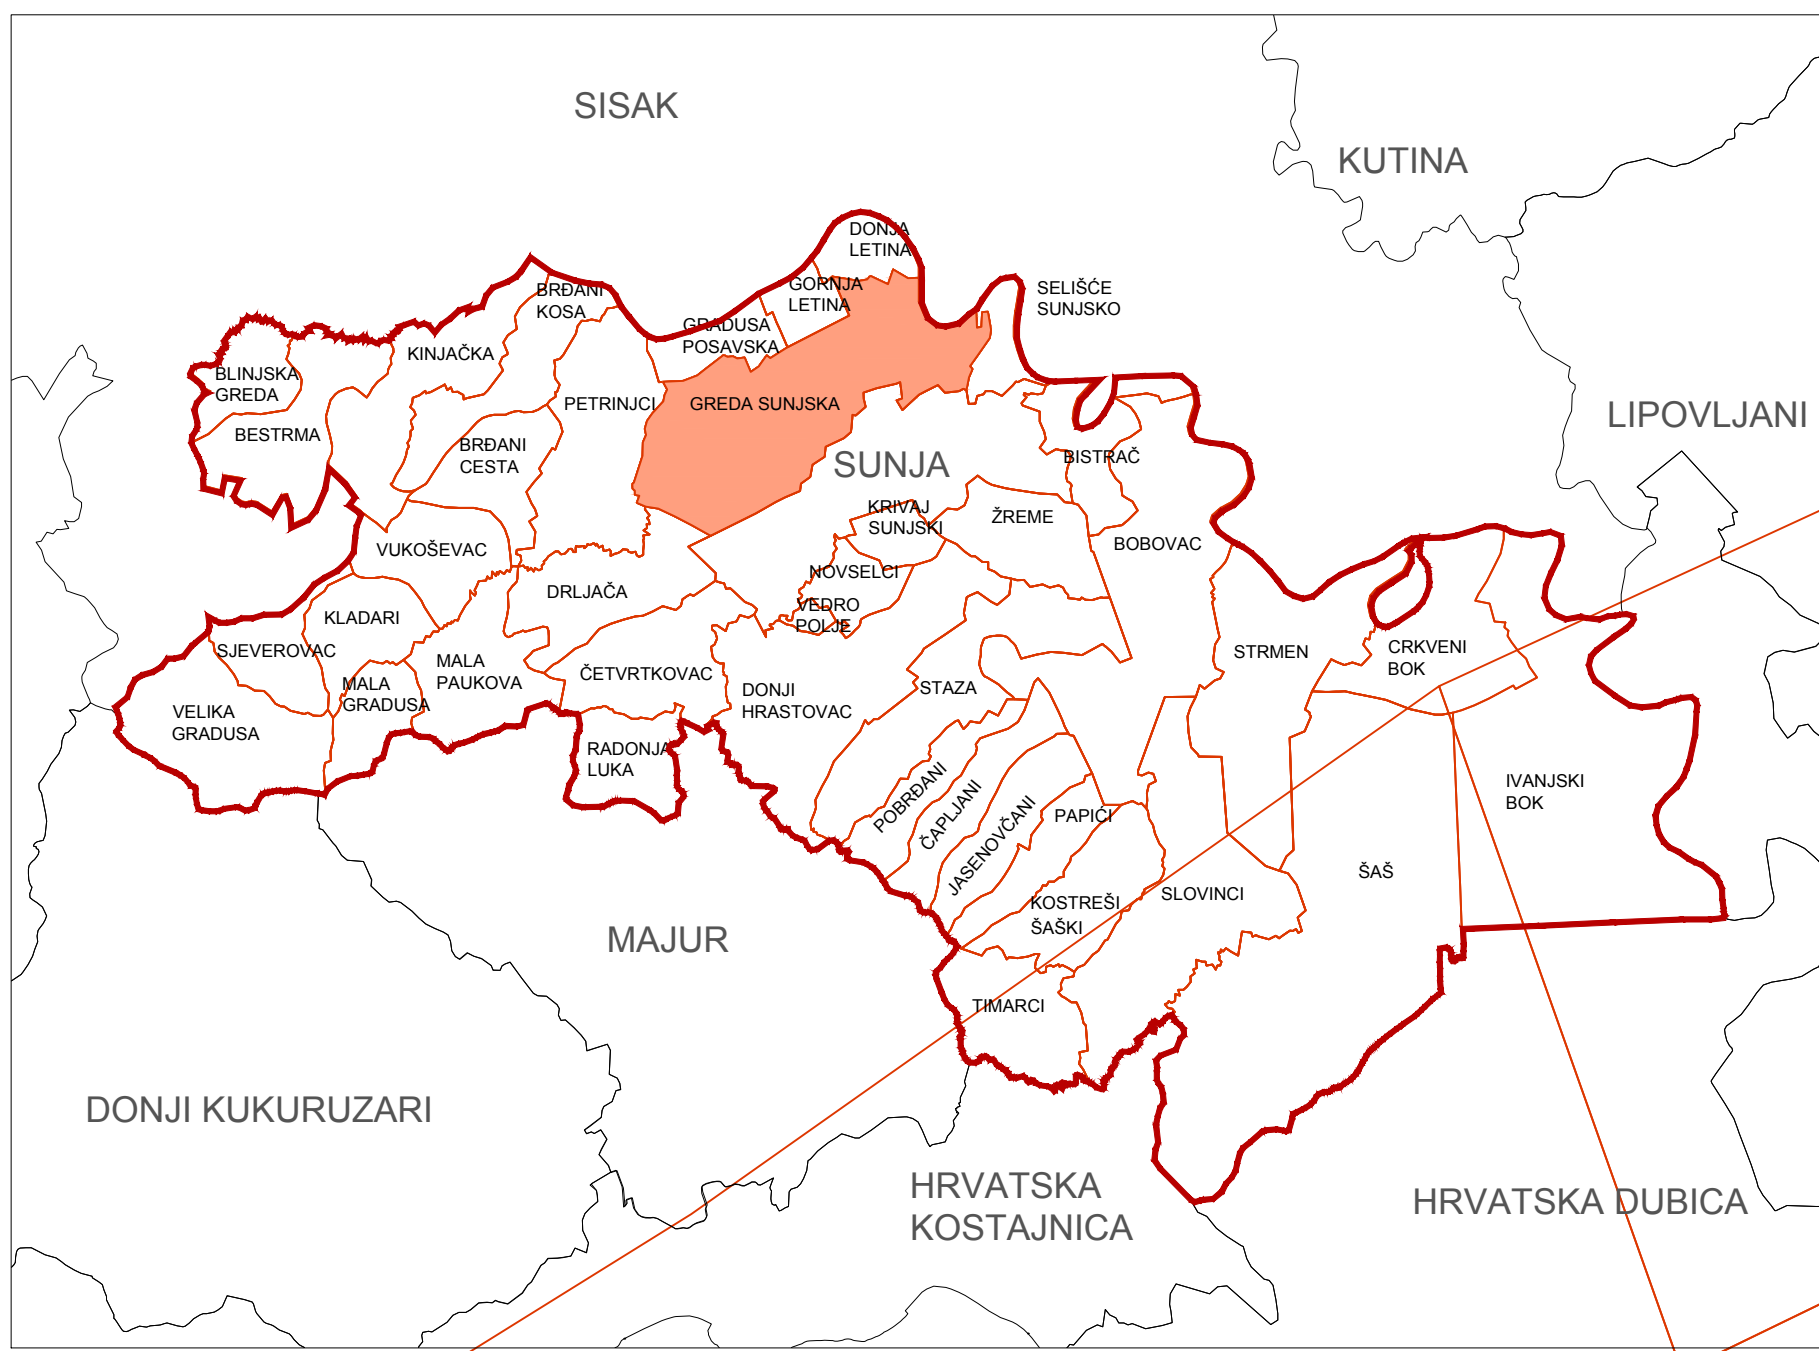 SISAK
KUTINA
DONJA
LETINA
GORNJA
LETINA
SELIŠĆE
SUNJSKO
BRĐANI
KOSA
GRADUSA
POSAVSKA
KINJAČKA
BLINJSKA
GREDA
PETRINJCI
GREDA SUNJSKA
LIPOVLJANI
BESTRMA
BRĐANI
CESTA
SUNJA
BISTRAČ
KRIVAJ
SUNJSKI
ŽREME
BOBOVAC
VUKOŠEVAC
NOVSELCI
DRLJAČA
VEDRO
POLJE
KLADARI
SJEVEROVAC
MALA
PAUKOVA
ČETVRTKOVAC
STRMEN
CRKVENI
BOK
MALA
GRADUSA
DONJI
HRASTOVAC
STAZA
VELIKA
GRADUSA
RADONJA
LUKA
IVANJSKI
BOK
POBRĐANI
ČAPLJANI
JASENOVČANI
PAPIĆI
ŠAŠ
SLOVINCI
KOSTREŠI
ŠAŠKI
MAJUR
TIMARCI
DONJI KUKURUZARI
HRVATSKA
KOSTAJNICA
HRVATSKA DUBICA